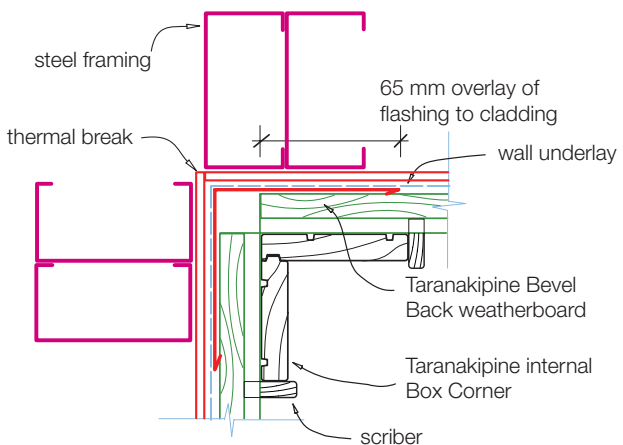 steel framing
65 mm overlay of
flashing to cladding
thermal break
wall underlay
Taranakipine Bevel
Back weatherboard
Taranakipine internal
Box Corner
scriber